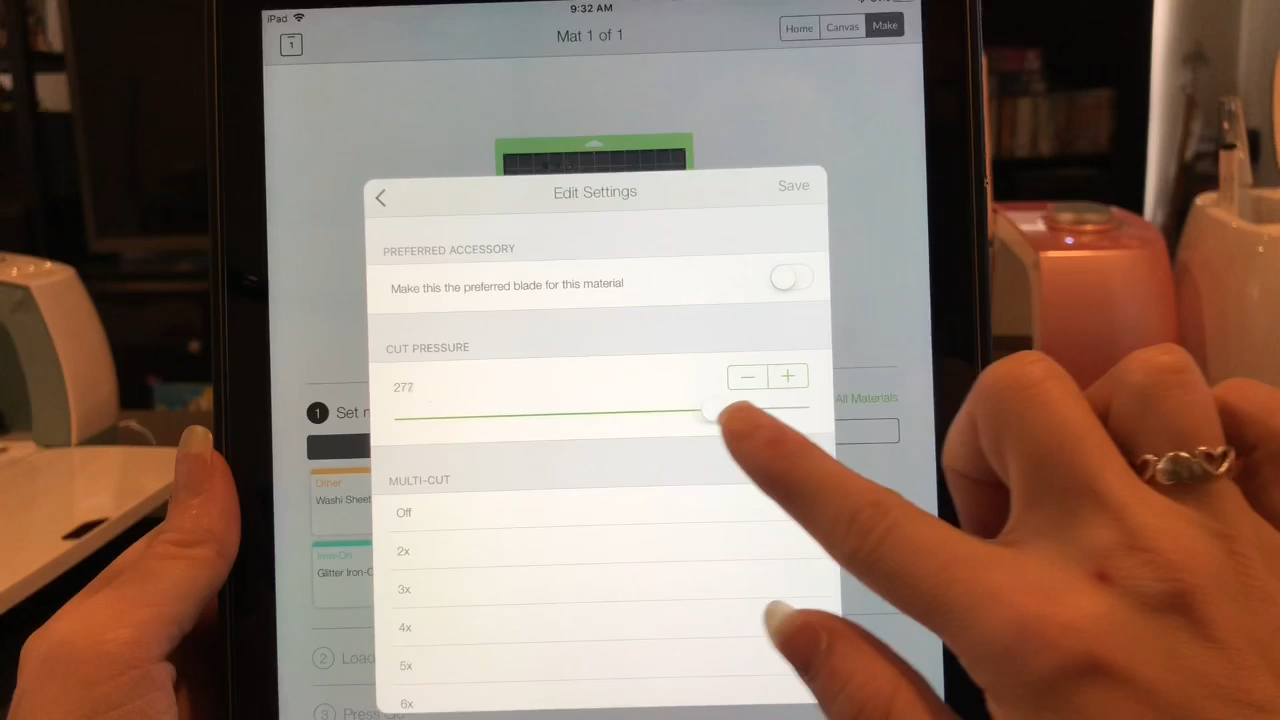 iPad 9:32 AM
1 Mat 1 of 1 Home Canvas Make
Edit Settings Save
PREFERRED ACCESSORY
Make this the preferred blade for this material
CUT PRESSURE
277 − +
All Materials
1 Set
MULTI-CUT
Diner
Washi Sheet
Off
2x
Iron-On
Glitter Iron-O
3x
4x
2 Load
5x
6x
3 Press